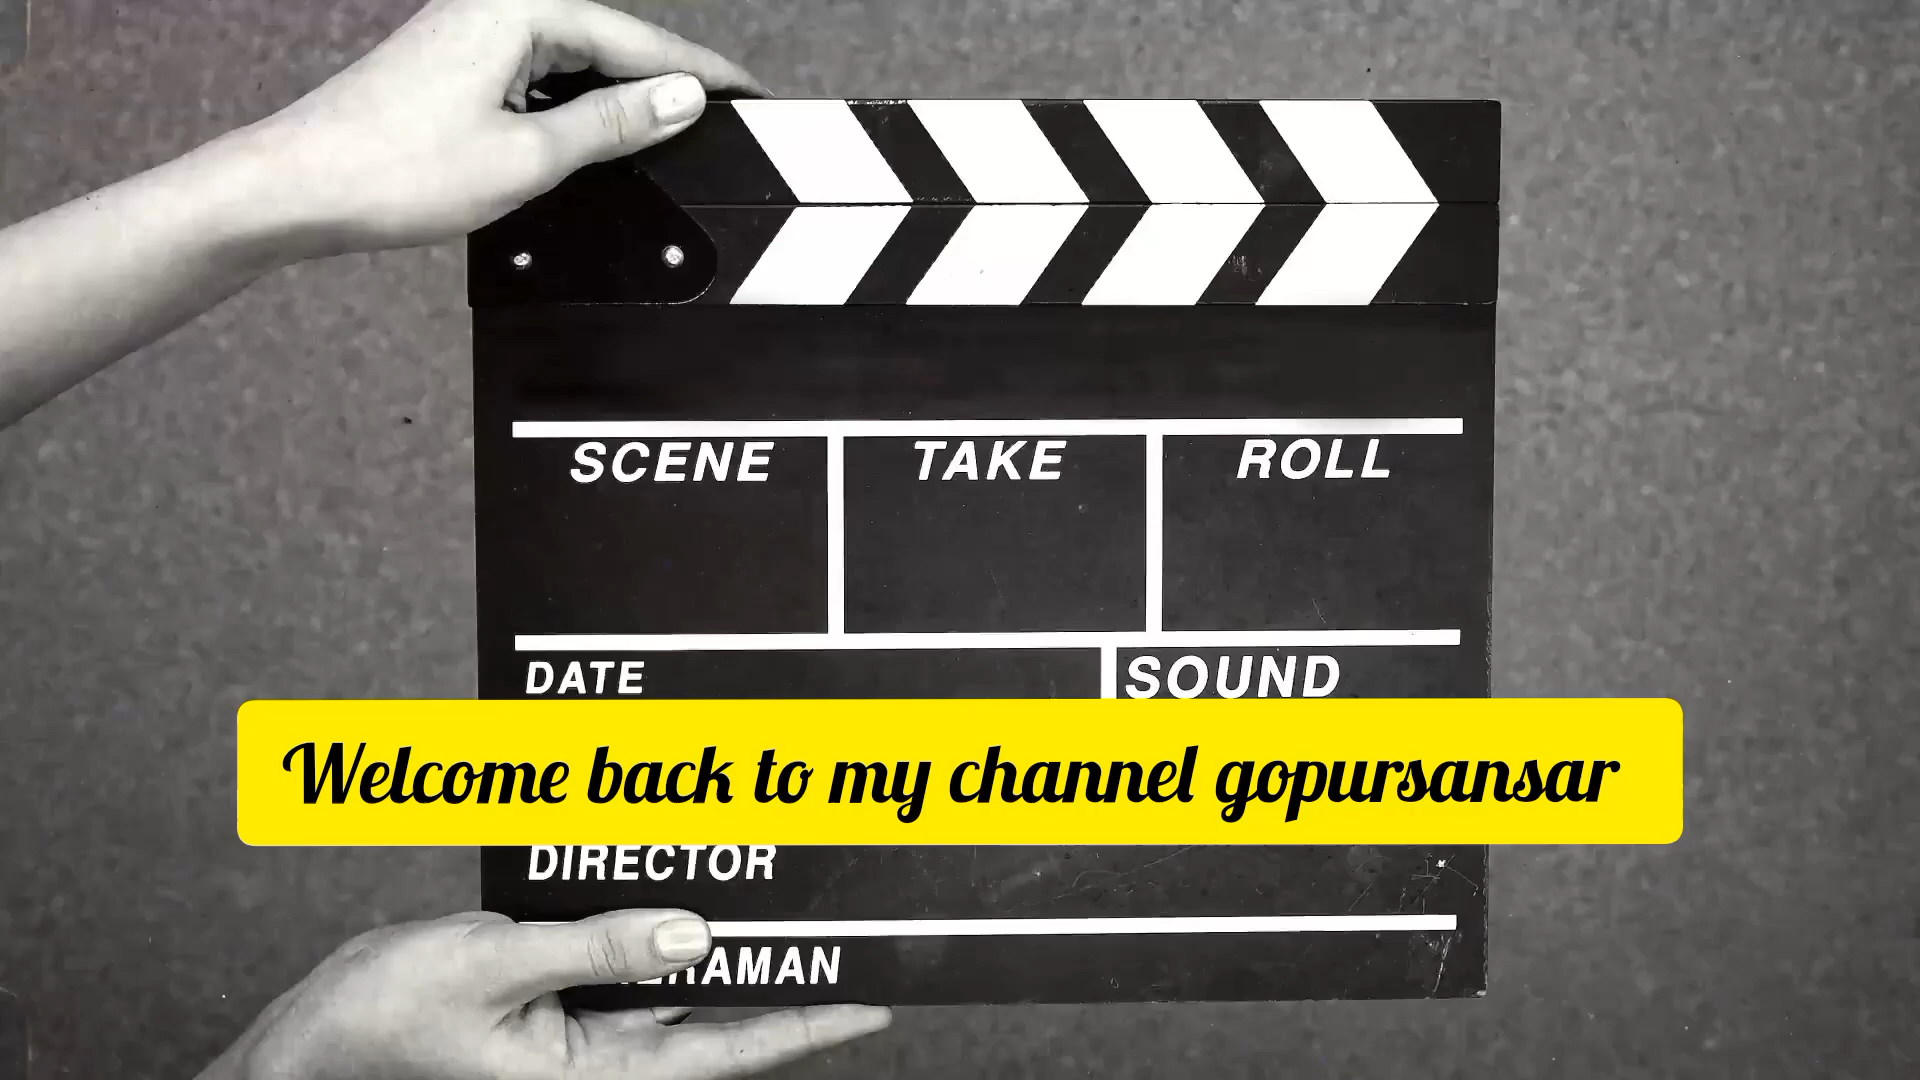 SCENE TAKE ROLL
DATE SOUND
Welcome back to my channel gopursansar
DIRECTOR